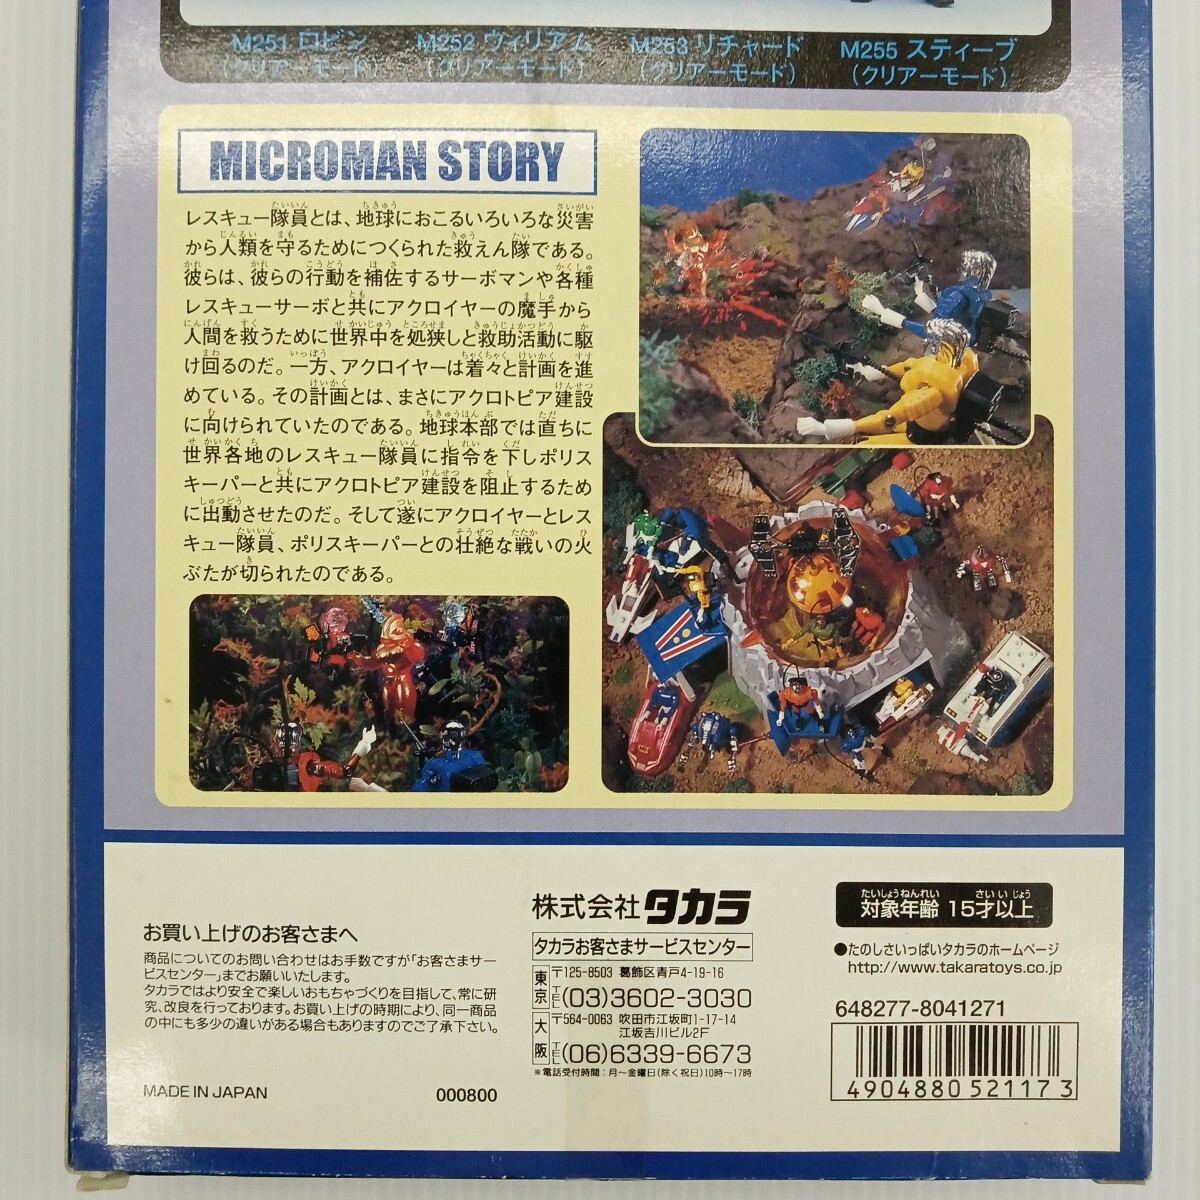 M251 ロビン
(クリアーモード)
M252 ウィリアム
(クリアーモード)
M253 リチャード
(クリアーモード)
M255 スティーブ
(クリアーモード)
MICROMAN STORY
レスキュー隊員とは、地球におこるいろいろな災害
から人類を守るためにつくられた救えん隊である。
彼らは、彼らの行動を補佐するサーボマンや各種
レスキューサーボと共にアクロイヤーの魔手から
人間を救うために世界中を処狭しと救助活動に駆
け回るのだ。一方、アクロイヤーは着々と計画を進
めている。その計画とは、まさにアクロトピア建設
に向けられていたのである。地球本部では直ちに
世界各地のレスキュー隊員に指令を下しポリス
キーパーと共にアクロトピア建設を阻止するため
に出動させたのだ。そして遂にアクロイヤーとレス
キュー隊員、ポリスキーパーとの壮絶な戦いの火
ぶたが切られたのである。
お買い上げのお客さまへ
商品についてのお問い合わせはお手数ですが「お客さまサー
ビスセンター」までお願いいたします。
タカラではより安全で楽しいおもちゃづくりを目指して、常に研
究、改良を行っております。お買い上げの時期により、同一商品
の中にも多少の違いがある場合もありますのでご了承下さい。
MADE IN JAPAN
000800
株式会社タカラ
タカラお客さまサービスセンター
東京
〒125-8503 葛飾区青戸4-19-16
TEL(03)3602-3030
大阪
〒564-0063 吹田市江坂町1-17-14
江坂吉川ビル2F
TEL(06)6339-6673
※電話受付時間:月〜金曜日(除く祝日)10時〜17時
たいしょうねんれい さい いじょう
対象年齢 15才以上
●たのしさいっぱいタカラのホームページ
http://www.takaratoys.co.jp
648277-8041271
4904880521173